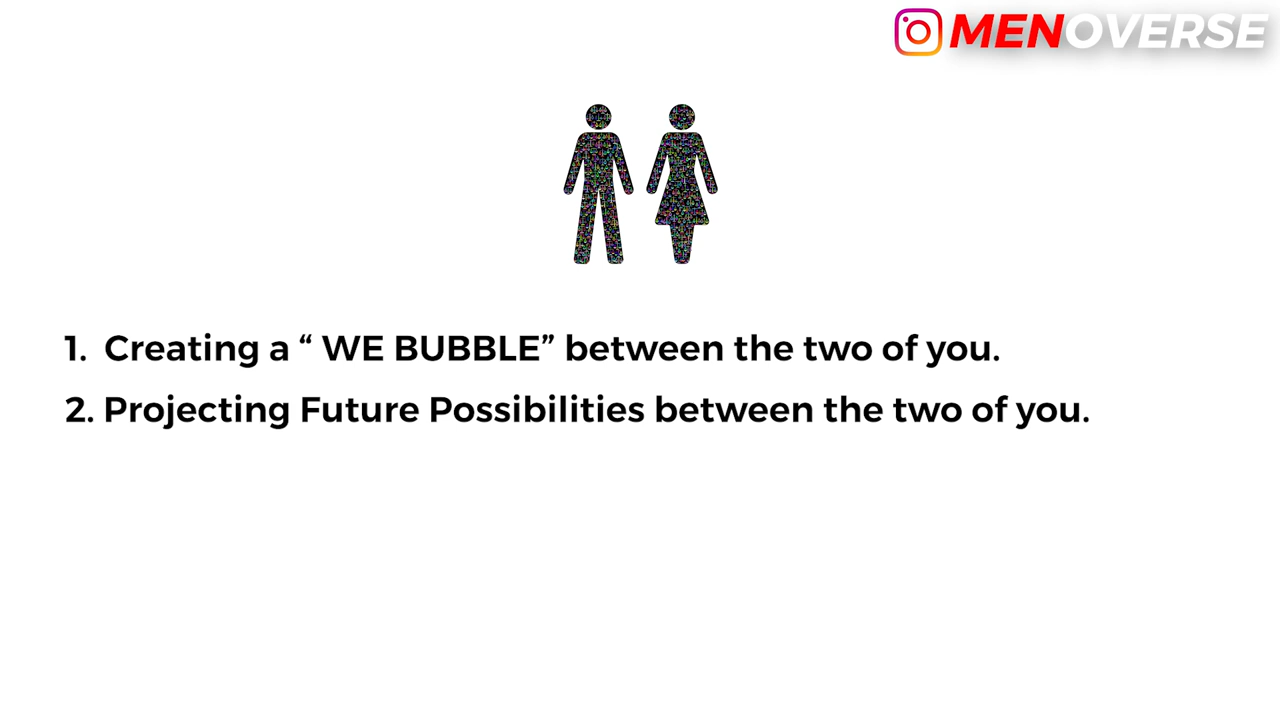 MENOVERSE
1. Creating a “ WE BUBBLE” between the two of you.
2. Projecting Future Possibilities between the two of you.